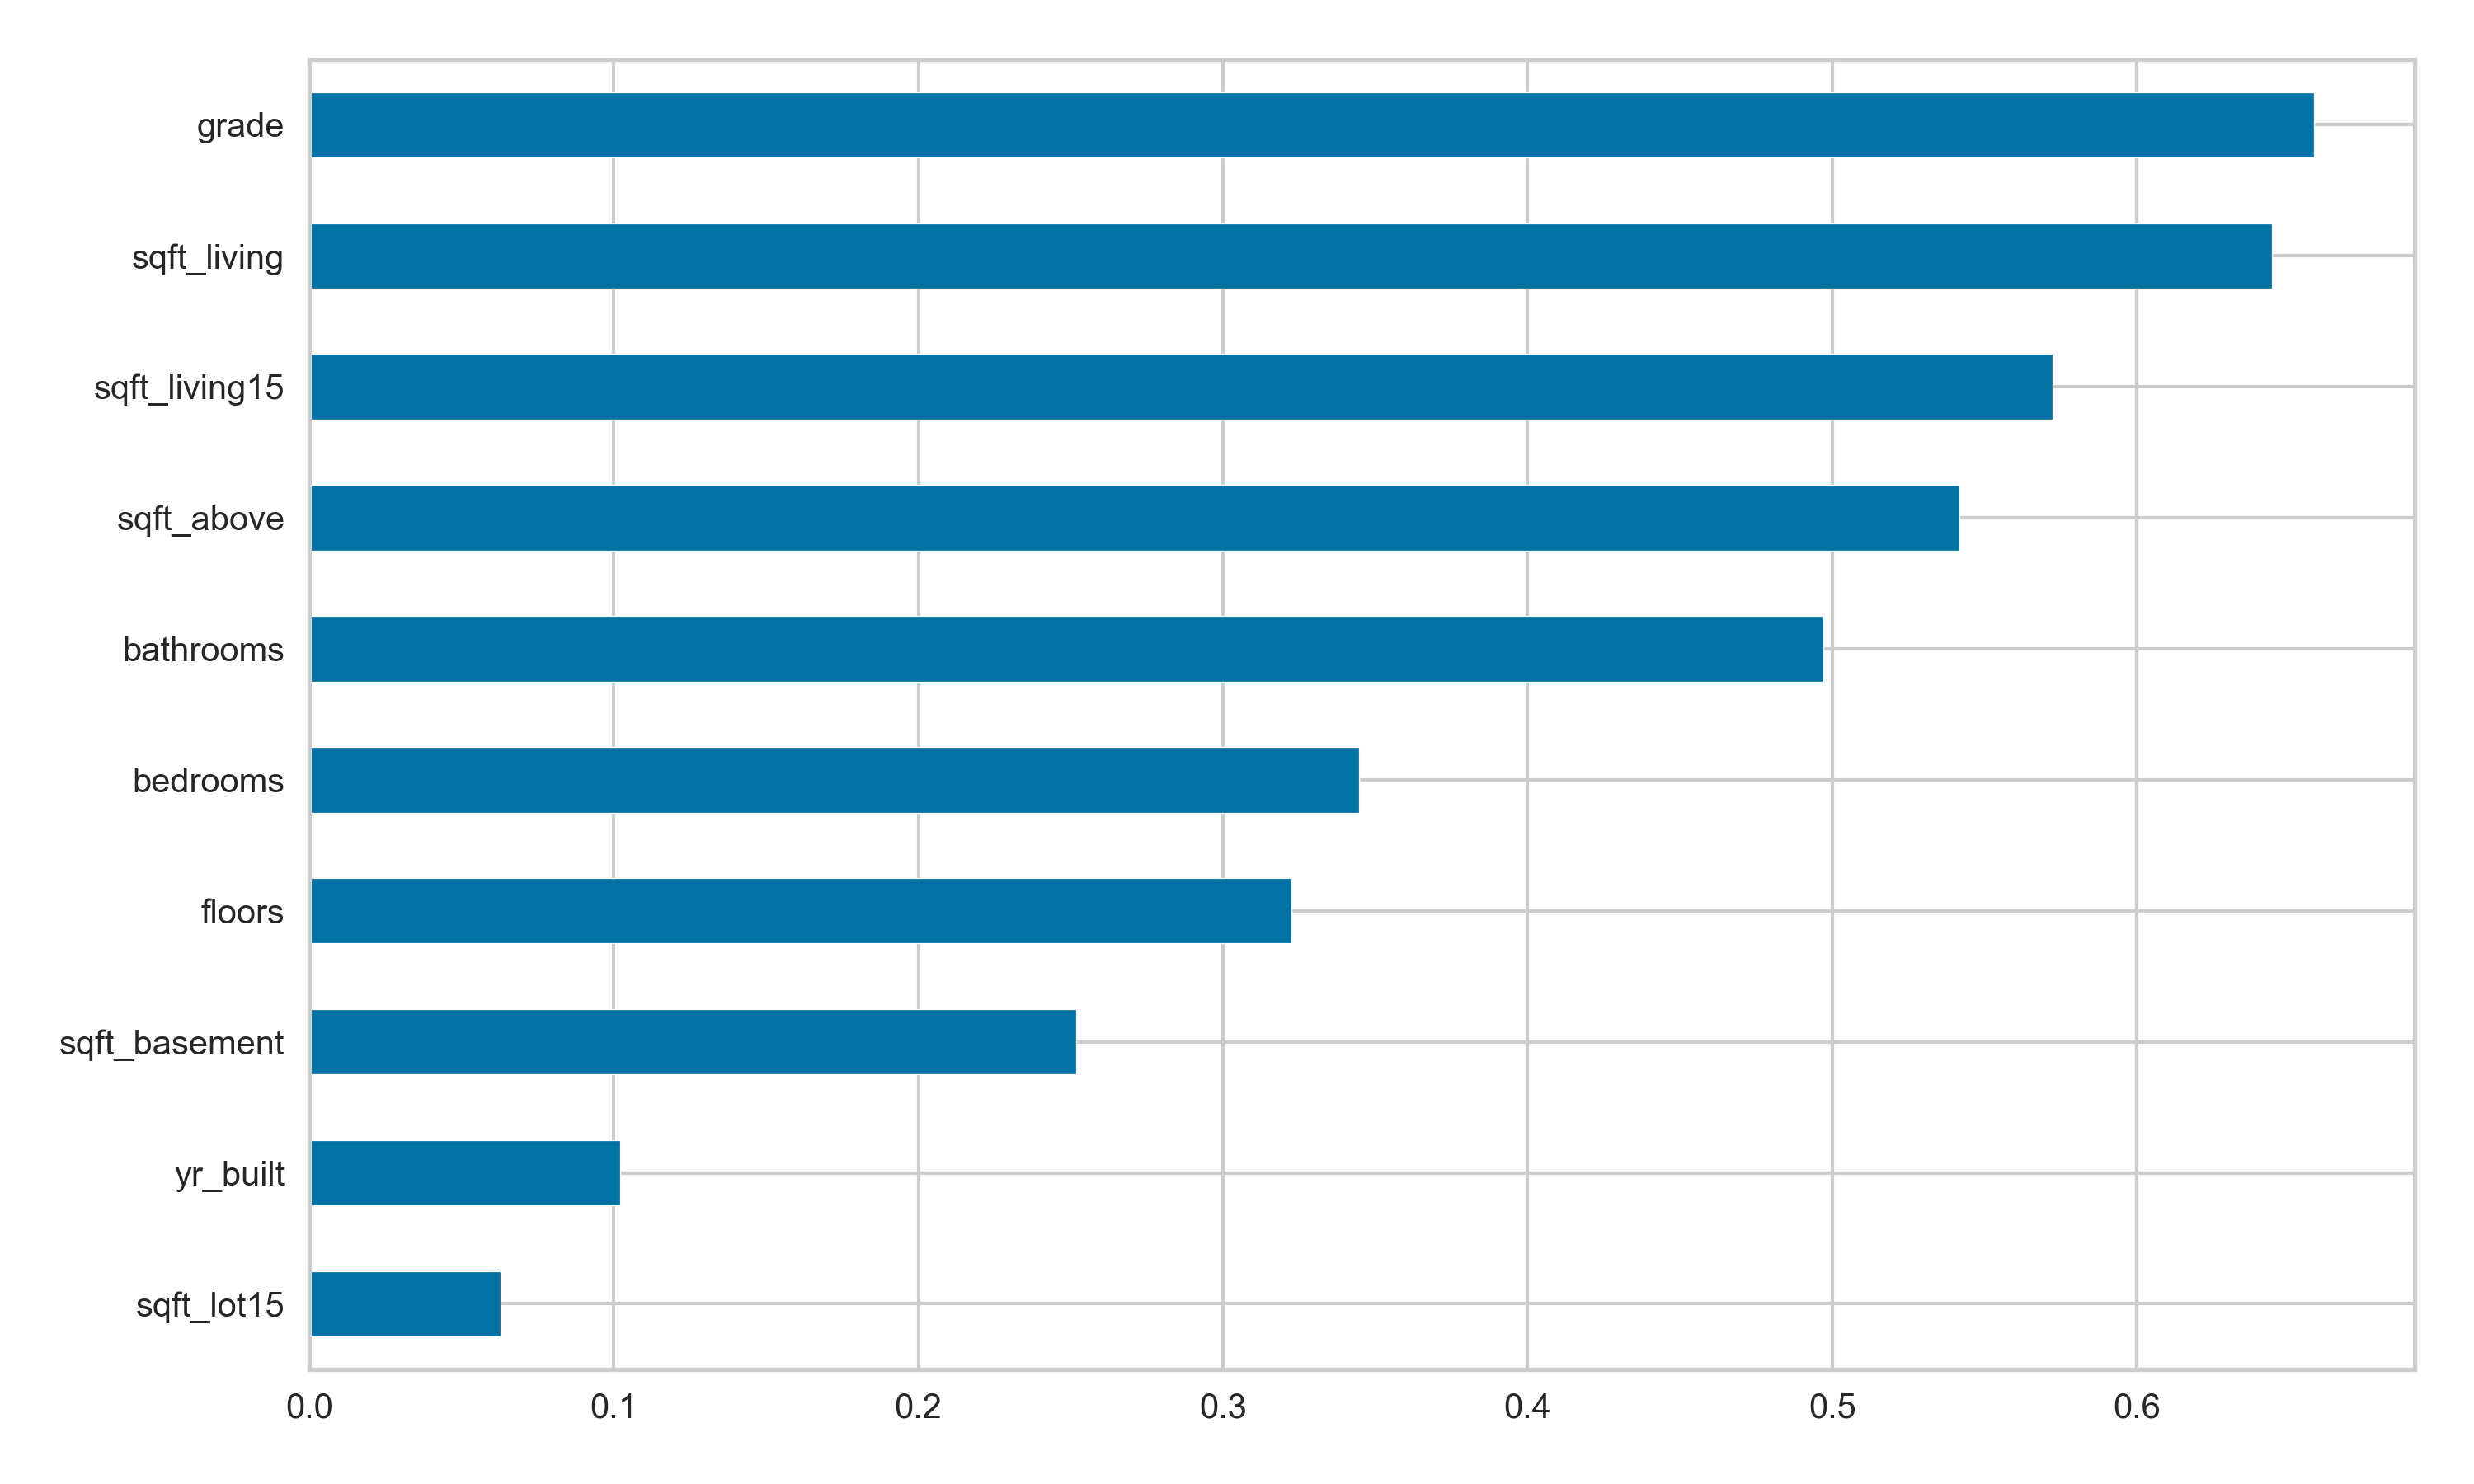 grade
sqft_living
sqft_living15
sqft_above
bathrooms
bedrooms
floors
sqft_basement
yr_built
sqft_lot15
0.0 0.1 0.2 0.3 0.4 0.5 0.6